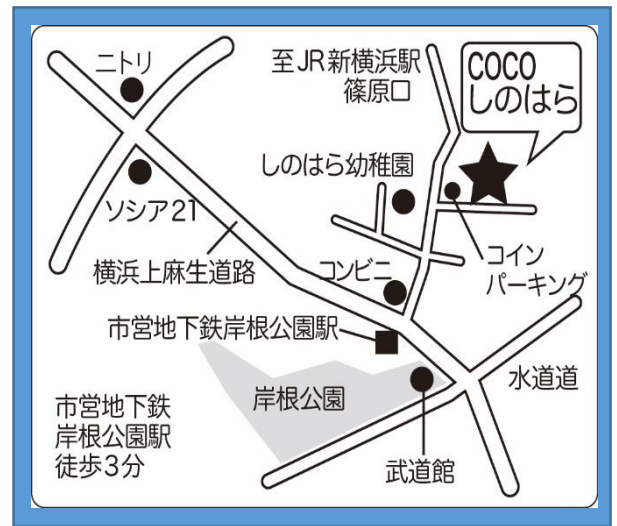 ニトリ
至JR新横浜駅
篠原口
COCO
しのはら
しのはら幼稚園
ソシア21
横浜上麻生道路
コンビニ
コイン
パーキング
市営地下鉄岸根公園駅
岸根公園
水道道
市営地下鉄
岸根公園駅
徒歩3分
武道館